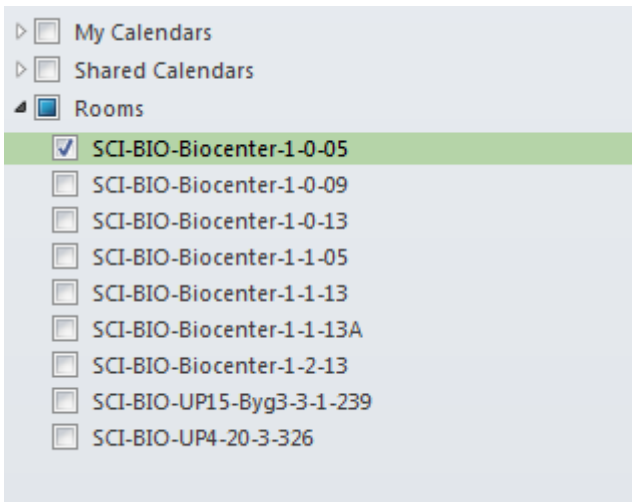 My Calendars
Shared Calendars
Rooms
SCI-BIO-Biocenter-1-0-05
SCI-BIO-Biocenter-1-0-09
SCI-BIO-Biocenter-1-0-13
SCI-BIO-Biocenter-1-1-05
SCI-BIO-Biocenter-1-1-13
SCI-BIO-Biocenter-1-1-13A
SCI-BIO-Biocenter-1-2-13
SCI-BIO-UP15-Byg3-3-1-239
SCI-BIO-UP4-20-3-326